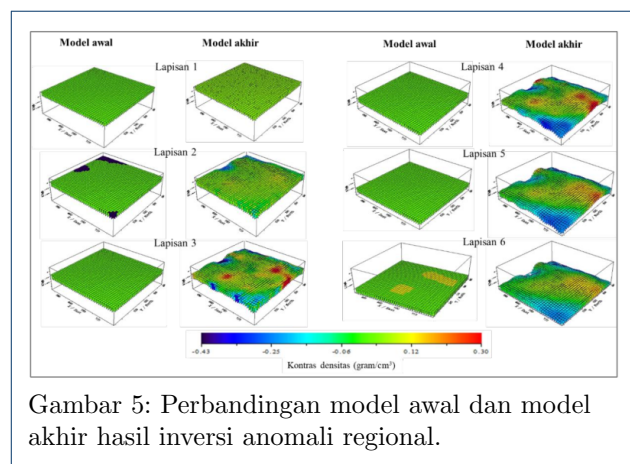 Model awal Model akhir Model awal Model akhir
Lapisan 1 Lapisan 4
Lapisan 2 Lapisan 5
Lapisan 3 Lapisan 6
-0.43 -0.25 -0.06 0.12 0.30
Kontras densitas (gram/cm³)
Gambar 5: Perbandingan model awal dan model
akhir hasil inversi anomali regional.